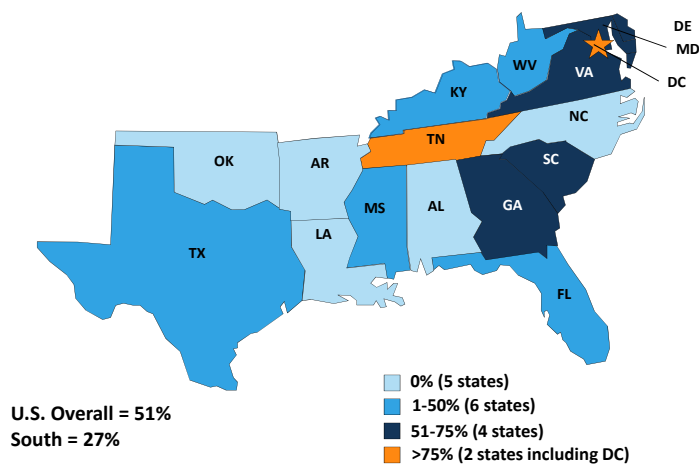 DE
MD
DC
WV
VA
KY
NC
TN
OK
AR
SC
MS
AL
GA
LA
TX
FL
0% (5 states)
1-50% (6 states)
51-75% (4 states)
>75% (2 states including DC)
U.S. Overall = 51%
South = 27%